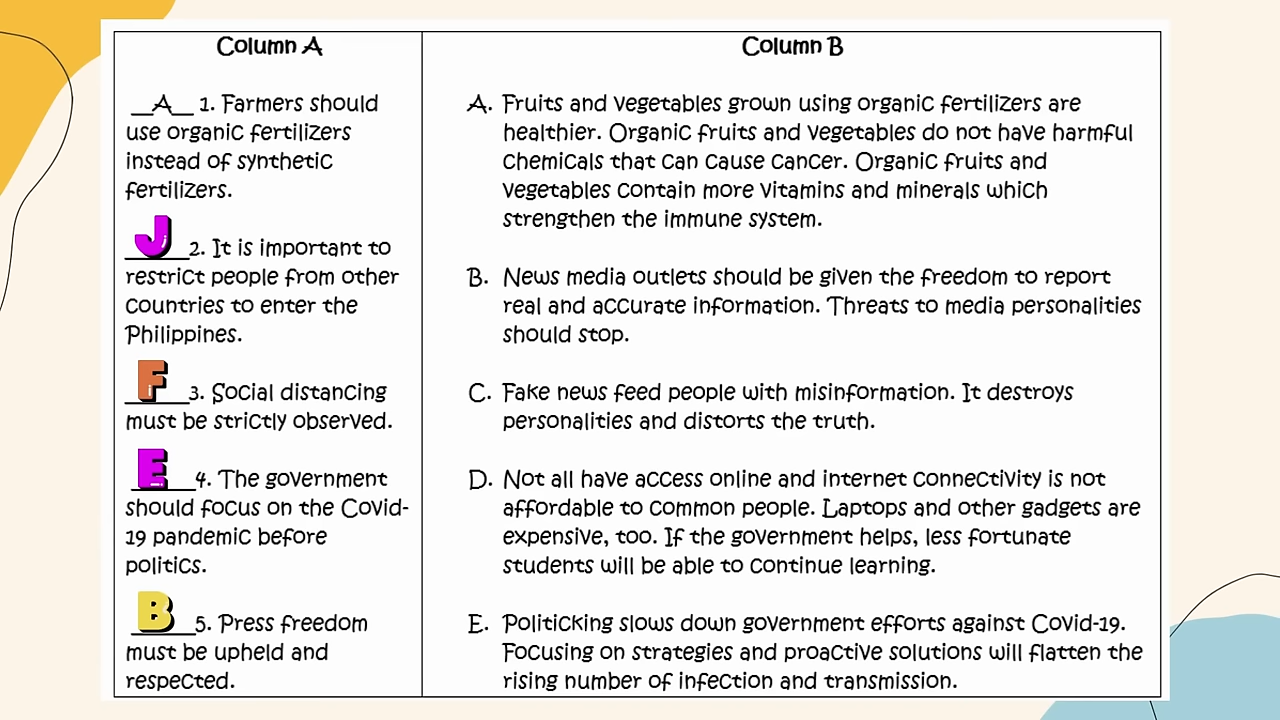 Column A
__A__ 1. Farmers should
use organic fertilizers
instead of synthetic
fertilizers.
J 2. It is important to
restrict people from other
countries to enter the
Philippines.
F 3. Social distancing
must be strictly observed.
E 4. The government
should focus on the Covid-
19 pandemic before
politics.
B 5. Press freedom
must be upheld and
respected.
Column B
A. Fruits and vegetables grown using organic fertilizers are
healthier. Organic fruits and vegetables do not have harmful
chemicals that can cause cancer. Organic fruits and
vegetables contain more vitamins and minerals which
strengthen the immune system.
B. News media outlets should be given the freedom to report
real and accurate information. Threats to media personalities
should stop.
C. Fake news feed people with misinformation. It destroys
personalities and distorts the truth.
D. Not all have access online and internet connectivity is not
affordable to common people. Laptops and other gadgets are
expensive, too. If the government helps, less fortunate
students will be able to continue learning.
E. Politicking slows down government efforts against Covid-19.
Focusing on strategies and proactive solutions will flatten the
rising number of infection and transmission.